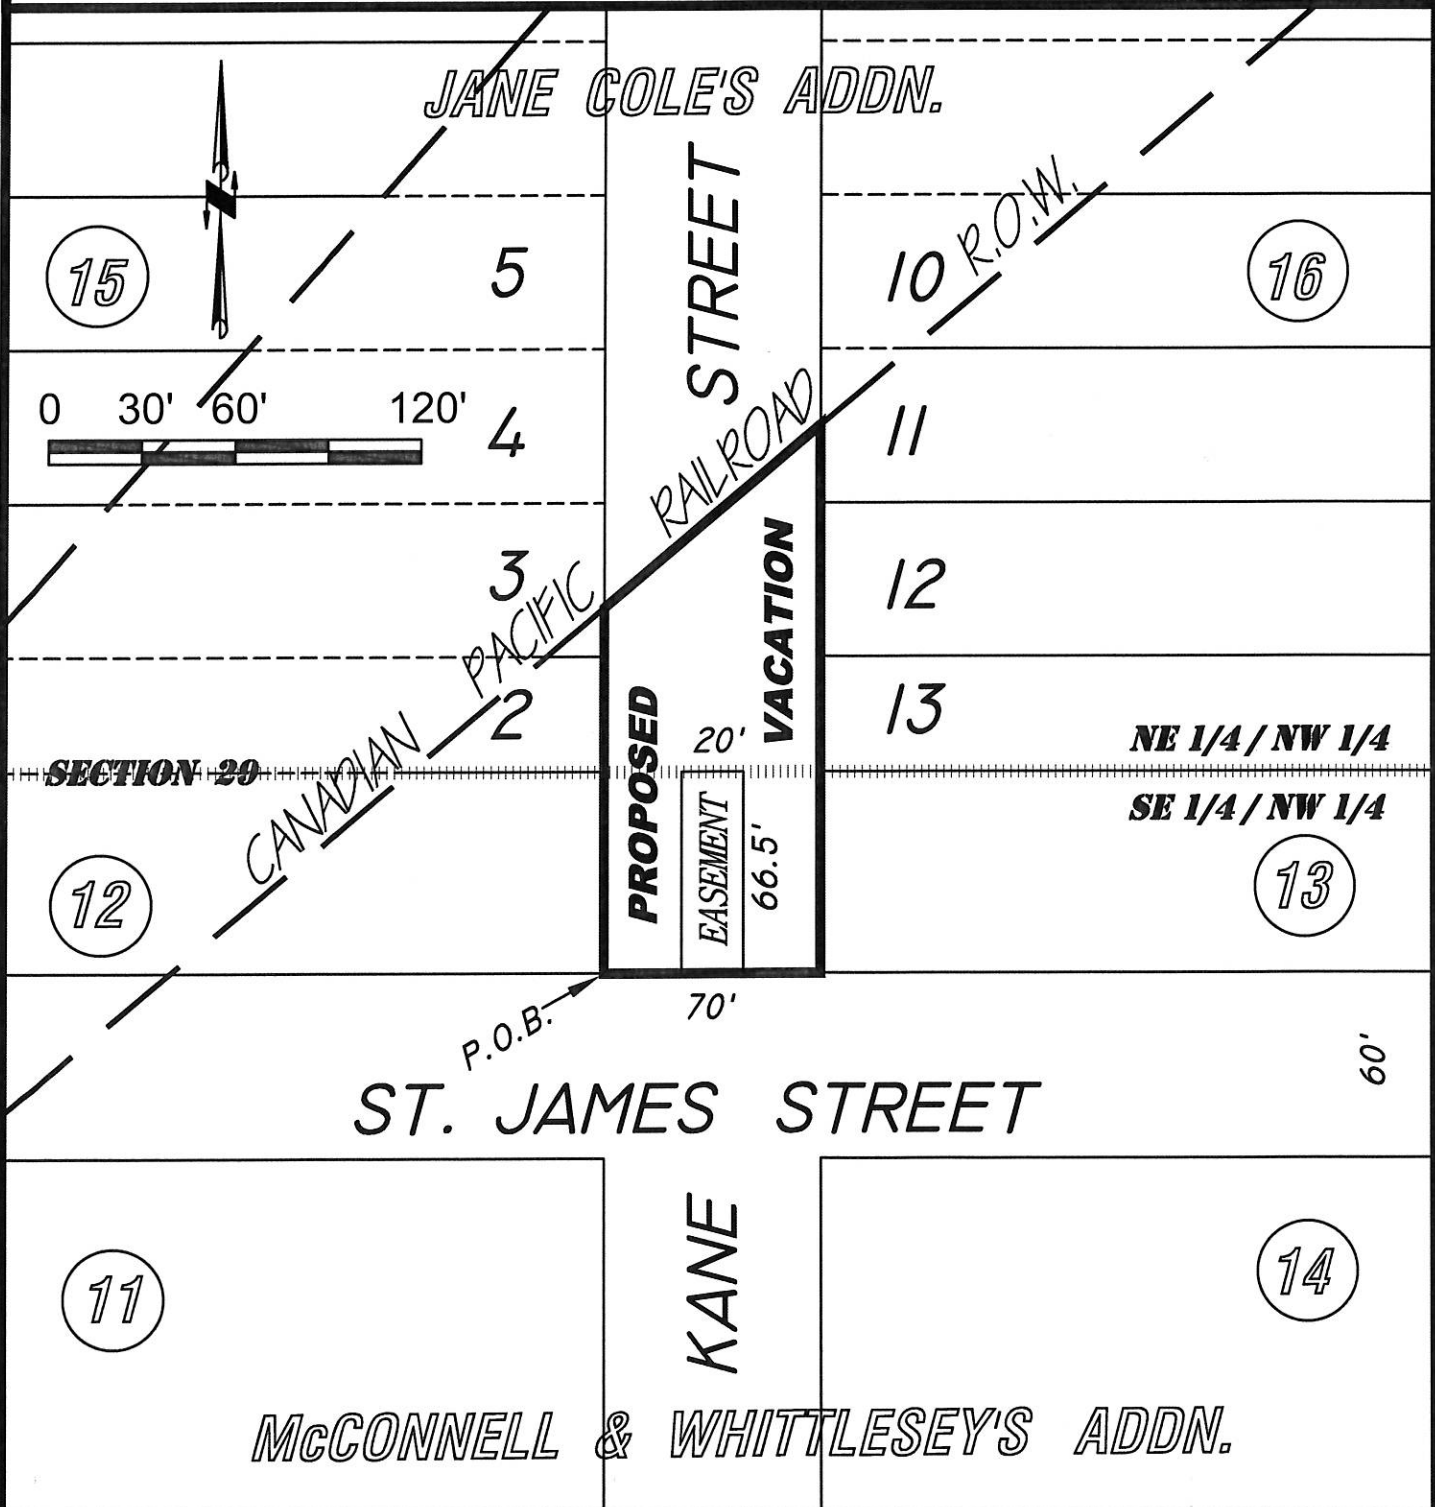 JANE COLE'S ADDN.
STREET
R.O.W.
15
5
10
16
0 30' 60' 120'
4
11
RAILROAD
3
12
PACIFIC
VACATION
2
13
PROPOSED
20'
NE 1/4 / NW 1/4
SECTION 29
CANADIAN
SE 1/4 / NW 1/4
EASEMENT
66.5'
12
13
P.O.B.
70'
60'
ST. JAMES STREET
KANE
11
14
McCONNELL & WHITTLESEY'S ADDN.